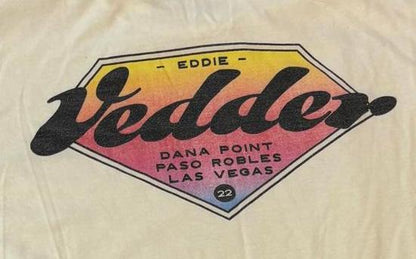 - EDDIE -
Vedder
DANA POINT
PASO ROBLES
LAS VEGAS
22